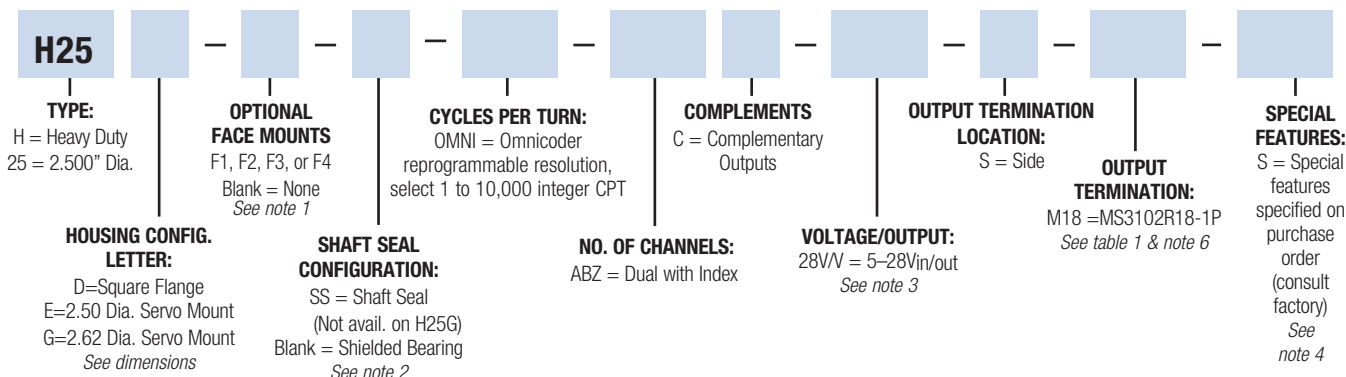 H25
TYPE:
H = Heavy Duty
25 = 2.500" Dia.
HOUSING CONFIG.
LETTER:
D=Square Flange
E=2.50 Dia. Servo Mount
G=2.62 Dia. Servo Mount
See dimensions
OPTIONAL
FACE MOUNTS
F1, F2, F3, or F4
Blank = None
See note 1
SHAFT SEAL
CONFIGURATION:
SS = Shaft Seal
(Not avail. on H25G)
Blank = Shielded Bearing
See note 2
CYCLES PER TURN:
OMNI = Omnicoder
reprogrammable resolution,
select 1 to 10,000 integer CPT
NO. OF CHANNELS:
ABZ = Dual with Index
COMPLEMENTS
C = Complementary
Outputs
VOLTAGE/OUTPUT:
28V/V = 5–28Vin/out
See note 3
OUTPUT TERMINATION
LOCATION:
S = Side
OUTPUT
TERMINATION:
M18 =MS3102R18-1P
See table 1 & note 6
SPECIAL
FEATURES:
S = Special
features
specified on
purchase
order
(consult
factory)
See
note 4